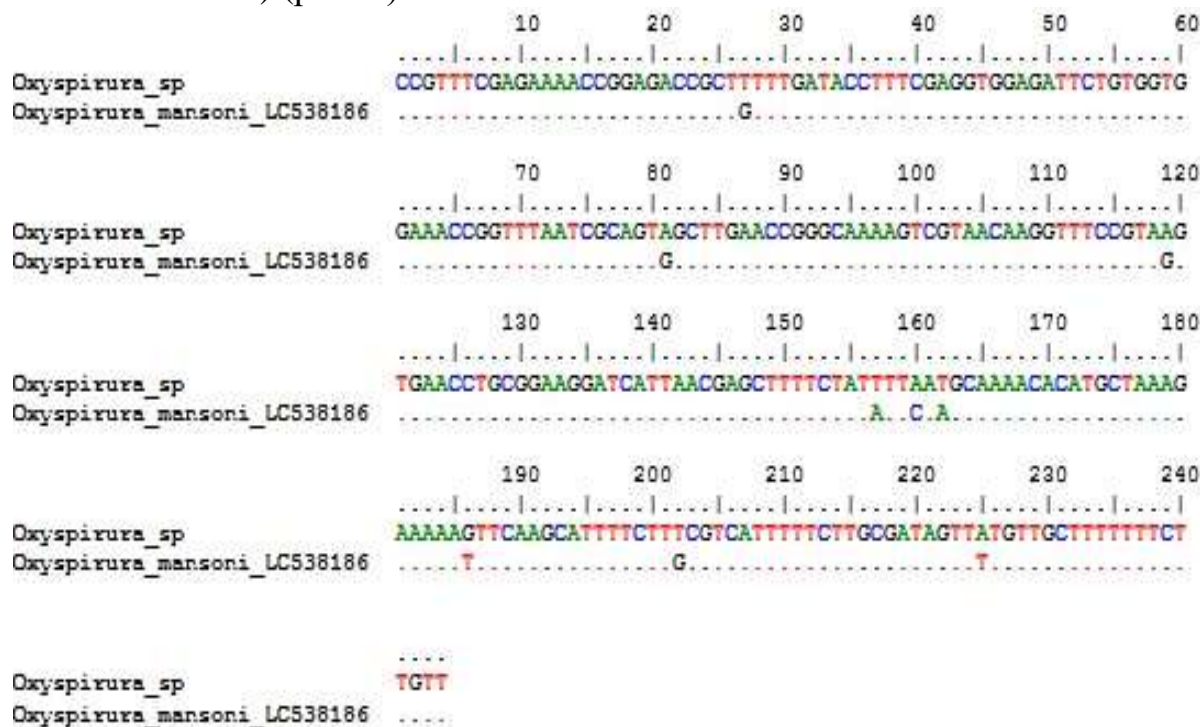 10 20 30 40 50 60
....|....|....|....|....|....|....|....|....|....|....|....|
Oxyspirura_sp CCGTTTCGAGAAAACCGGAGACCGCTTTTTGATACCTTTCGAGGTGGAGATTCTGTGGTG
Oxyspirura_mansoni_LC538186 ..........................G.................................
70 80 90 100 110 120
....|....|....|....|....|....|....|....|....|....|....|....|
Oxyspirura_sp GAAACCGGTTTAATCGCAGTAGCTTGAACCGGGCAAAAGTCGTAACAAGGTTTCCGTAAG
Oxyspirura_mansoni_LC538186 ....................G.....................................G.
130 140 150 160 170 180
....|....|....|....|....|....|....|....|....|....|....|....|
Oxyspirura_sp TGAACCTGCGGAAGGATCATTAACGAGCTTTTCTATTTTAATGCAAAACACATGCTAAAG
Oxyspirura_mansoni_LC538186 ....................................A..C.A..................
190 200 210 220 230 240
....|....|....|....|....|....|....|....|....|....|....|....|
Oxyspirura_sp AAAAAGTTCAAGCATTTTCTTTCGTCATTTTTCTTGCGATAGTTATGTTGCTTTTTTTCT
Oxyspirura_mansoni_LC538186 .....T...............G......................T...............
....
Oxyspirura_sp TGTT
Oxyspirura_mansoni_LC538186 ....